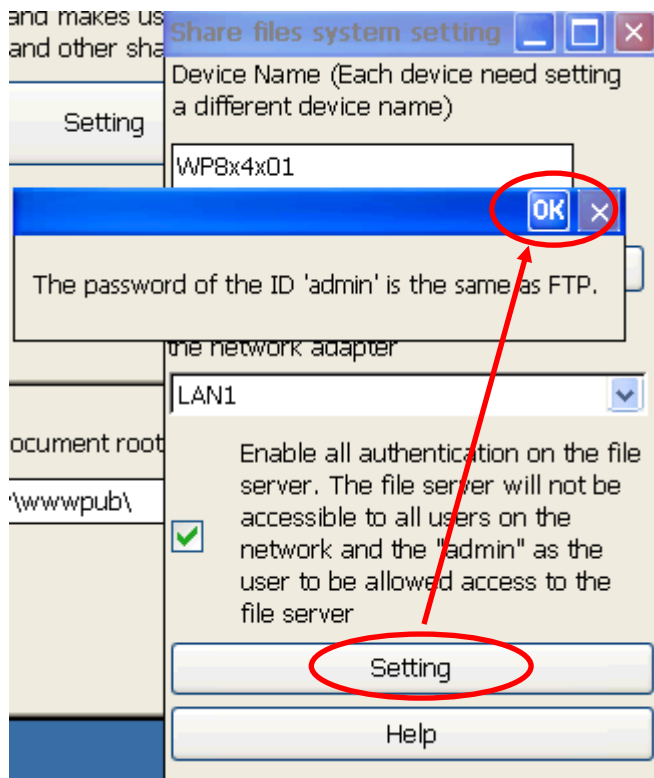 and makes us
and other sha
Setting
Share files system setting
Device Name (Each device need setting
a different device name)
WP8x4x01
OK
The password of the ID 'admin' is the same as FTP.
the network adapter
LAN1
ocument root
\wwwpub\
Enable all authentication on the file
server. The file server will not be
accessible to all users on the
network and the "admin" as the
user to be allowed access to the
file server
Setting
Help